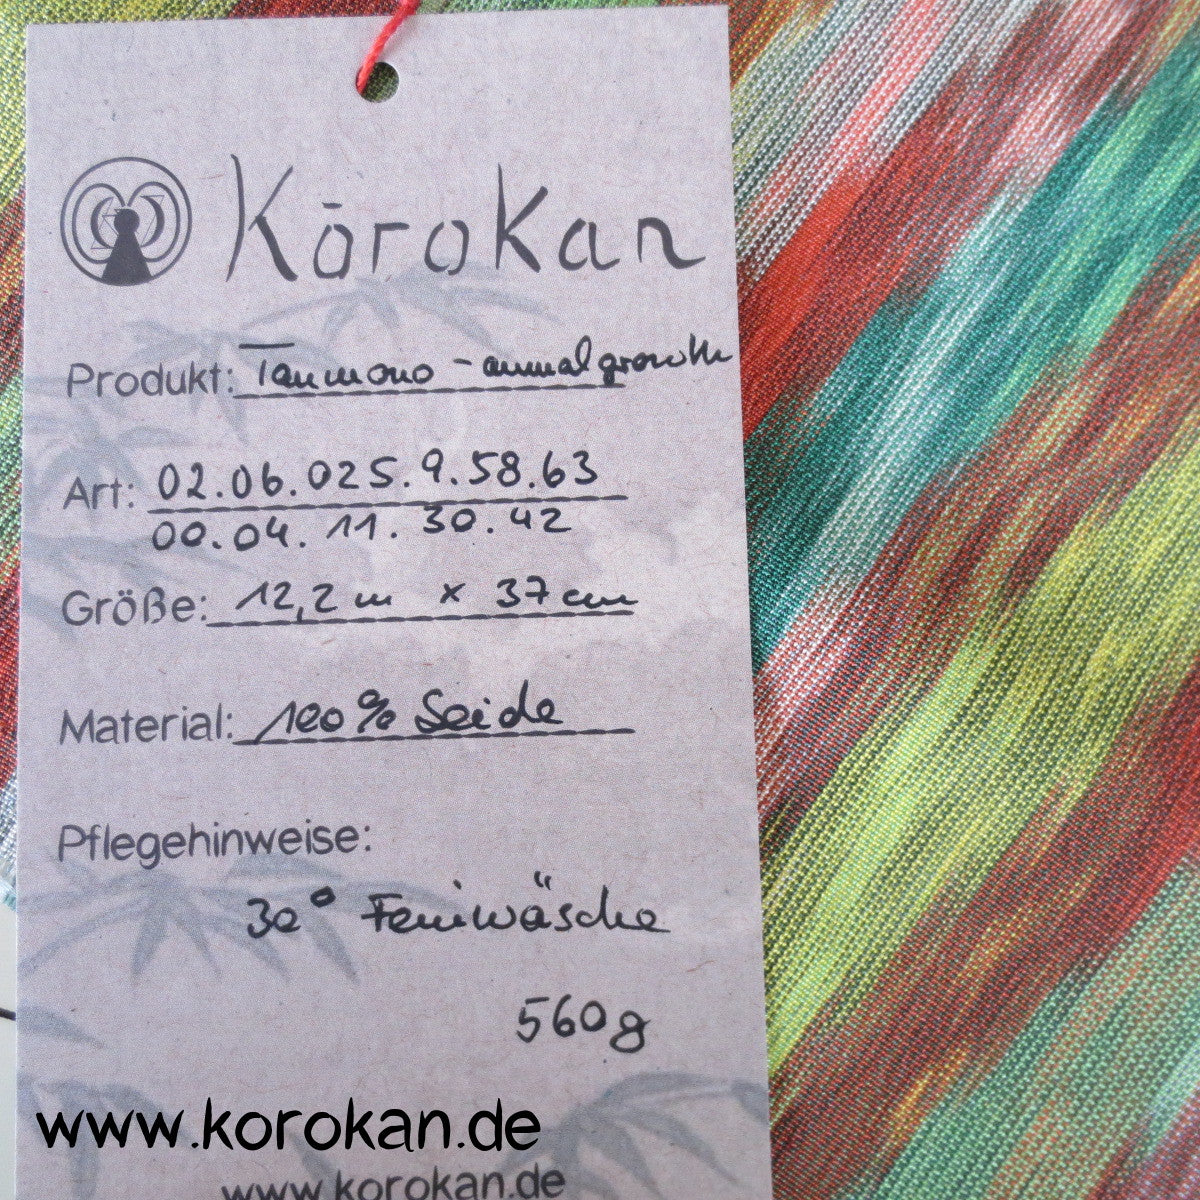 Kōrokan
Produkt: Tanmono - annual growth
Art: 02.06.025.9.58.63
00.04.11.30.42
Größe: 12,2 m x 37 cm
Material: 100% Seide
Pflegehinweise:
30° Feinwäsche
560g
www.korokan.de
www.korokan.de